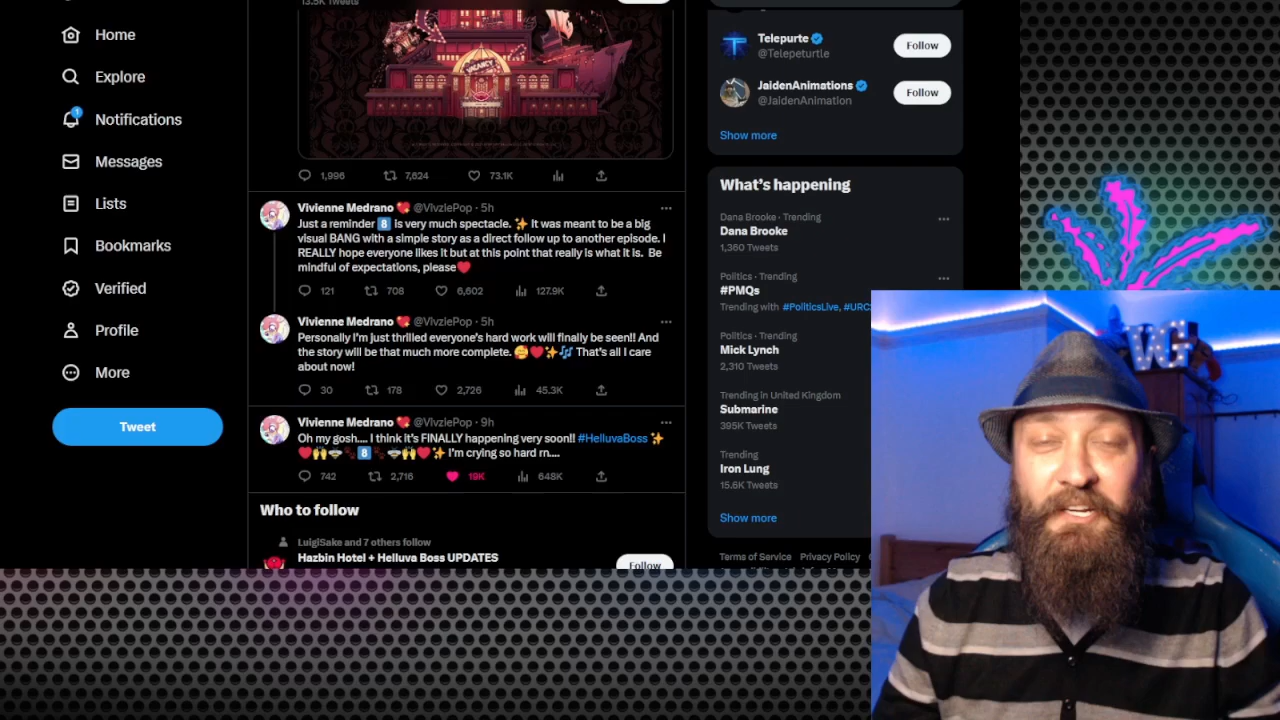 13.5K Tweets
Home
Explore
1
Notifications
Messages
Lists
Bookmarks
Verified
Profile
More
Tweet
VACANCY
1,996 7,624 73.1K
Vivienne Medrano 💘 @VivziePop · 5h
Just a reminder 8️⃣ is very much spectacle. ✨ It was meant to be a big
visual BANG with a simple story as a direct follow up to another episode. I
REALLY hope everyone likes it but at this point that really is what it is. Be
mindful of expectations, please❤️
121 708 6,602 127.9K
Vivienne Medrano 💘 @VivziePop · 5h
Personally I'm just thrilled everyone's hard work will finally be seen!! And
the story will be that much more complete. 🥰❤️✨🎶 That's all I care
about now!
30 178 2,726 45.3K
Vivienne Medrano 💘 @VivziePop · 9h
Oh my gosh.... I think it's FINALLY happening very soon!! #HelluvaBoss ✨
8️⃣ I'm crying so hard rn....
742 2,716 19K 648K
Who to follow
LuigiSake and 7 others follow
Hazbin Hotel + Helluva Boss UPDATES
Follow
Telepurte
@Telepeturtle
Follow
JaidenAnimations
@JaidenAnimation
Follow
Show more
What's happening
Dana Brooke · Trending
Dana Brooke
1,360 Tweets
Politics · Trending
#PMQs
Trending with #PoliticsLive, #URC
Politics · Trending
Mick Lynch
2,310 Tweets
Trending in United Kingdom
Submarine
395K Tweets
Trending
Iron Lung
15.6K Tweets
Show more
Terms of Service Privacy Policy
VG